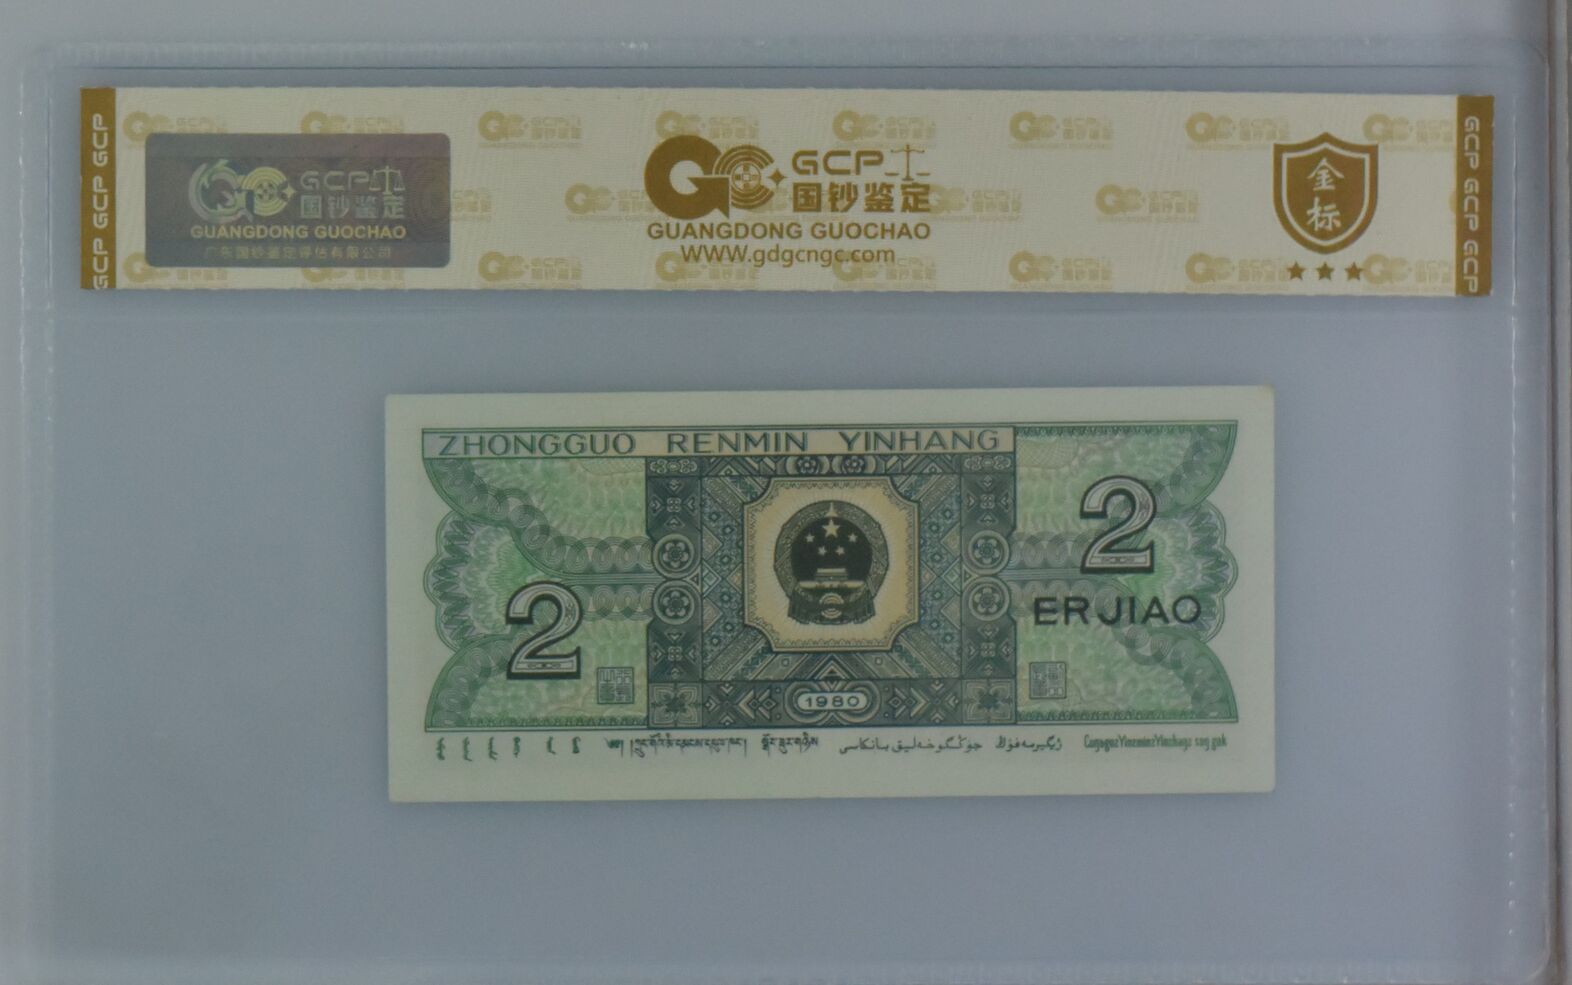 GCP GCP GCP
GCP
国钞鉴定
GUANGDONG GUOCHAO
广东国钞鉴定评估有限公司
GCP
国钞鉴定
GUANGDONG GUOCHAO
WWW.gdgcngc.com
金标
GCP GCP GCP
ZHONGGUO RENMIN YINHANG
2
2
ERJIAO
1980